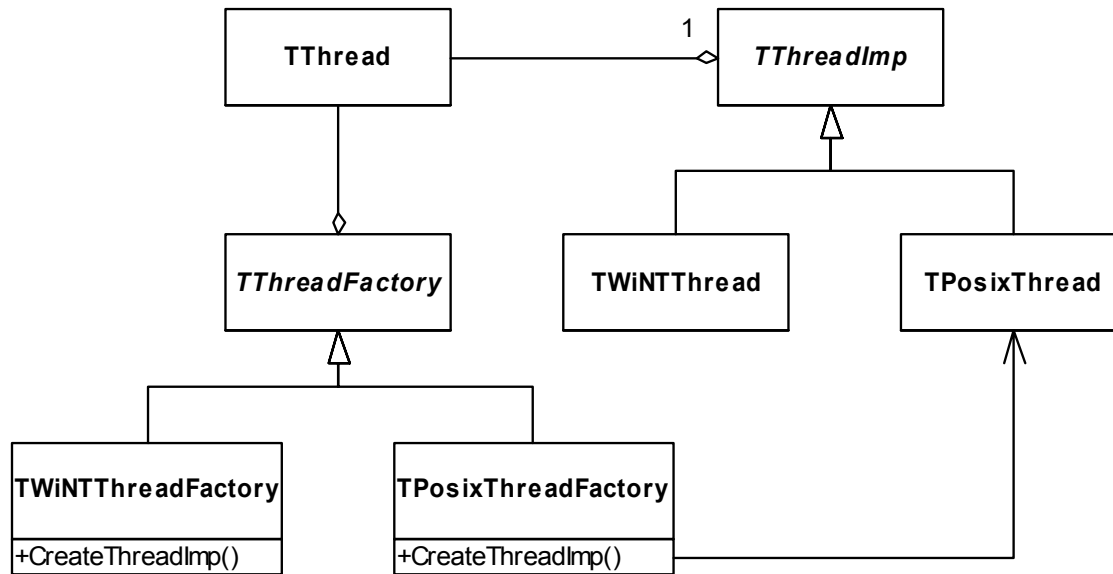 1
TThread
TThreadImp
TThreadFactory
TWiNTThread
TPosixThread
TWiNTThreadFactory
TPosixThreadFactory
+CreateThreadImp()
+CreateThreadImp()